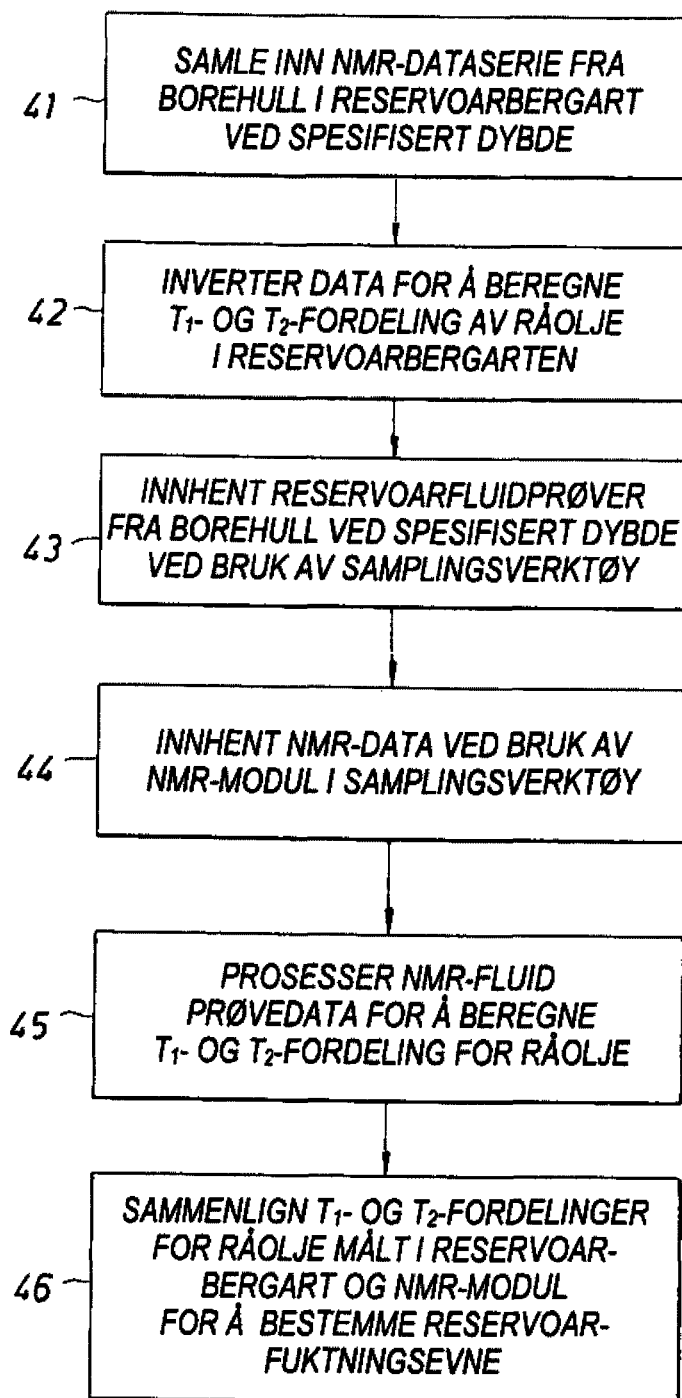 41
SAMLE INN NMR-DATASERIE FRA
BOREHULL I RESERVOARBERGART
VED SPESIFISERT DYBDE
42
INVERTER DATA FOR Å BEREGNE
T₁- OG T₂-FORDELING AV RÅOLJE
I RESERVOARBERGARTEN
43
INNHENT RESERVOARFLUIDPRØVER
FRA BOREHULL VED SPESIFISERT DYBDE
VED BRUK AV SAMPLINGSVERKTØY
44
INNHENT NMR-DATA VED BRUK AV
NMR-MODUL I SAMPLINGSVERKTØY
45
PROSESSER NMR-FLUID
PRØVEDATA FOR Å BEREGNE
T₁- OG T₂-FORDELING FOR RÅOLJE
46
SAMMENLIGN T₁- OG T₂-FORDELINGER
FOR RÅOLJE MÅLT I RESERVOAR-
BERGART OG NMR-MODUL
FOR Å BESTEMME RESERVOAR-
FUKTNINGSEVNE